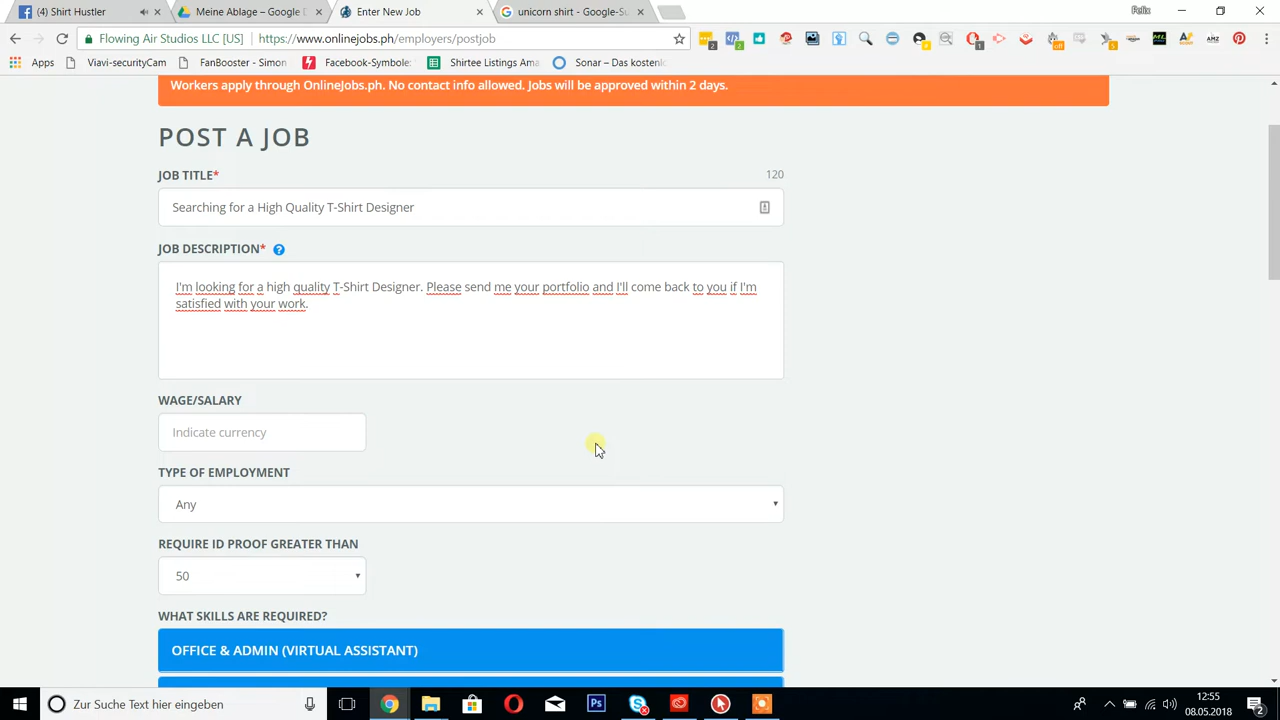 (4) Shirt Hustler
Meine Ablage – Google D
Enter New Job
unicorn shirt - Google-Su
Felix
Flowing Air Studios LLC [US]
https://www.onlinejobs.ph/employers/postjob
Apps
Viavi-securityCam
FanBooster - Simon
Facebook-Symbole:
Shirtee Listings Ama
Sonar – Das kostenl
Workers apply through OnlineJobs.ph. No contact info allowed. Jobs will be approved within 2 days.
POST A JOB
JOB TITLE*
120
Searching for a High Quality T-Shirt Designer
JOB DESCRIPTION* ?
I'm looking for a high quality T-Shirt Designer. Please send me your portfolio and I'll come back to you if I'm
satisfied with your work.
WAGE/SALARY
Indicate currency
TYPE OF EMPLOYMENT
Any
REQUIRE ID PROOF GREATER THAN
50
WHAT SKILLS ARE REQUIRED?
OFFICE & ADMIN (VIRTUAL ASSISTANT)
Zur Suche Text hier eingeben
Ps
12:55
08.05.2018
2